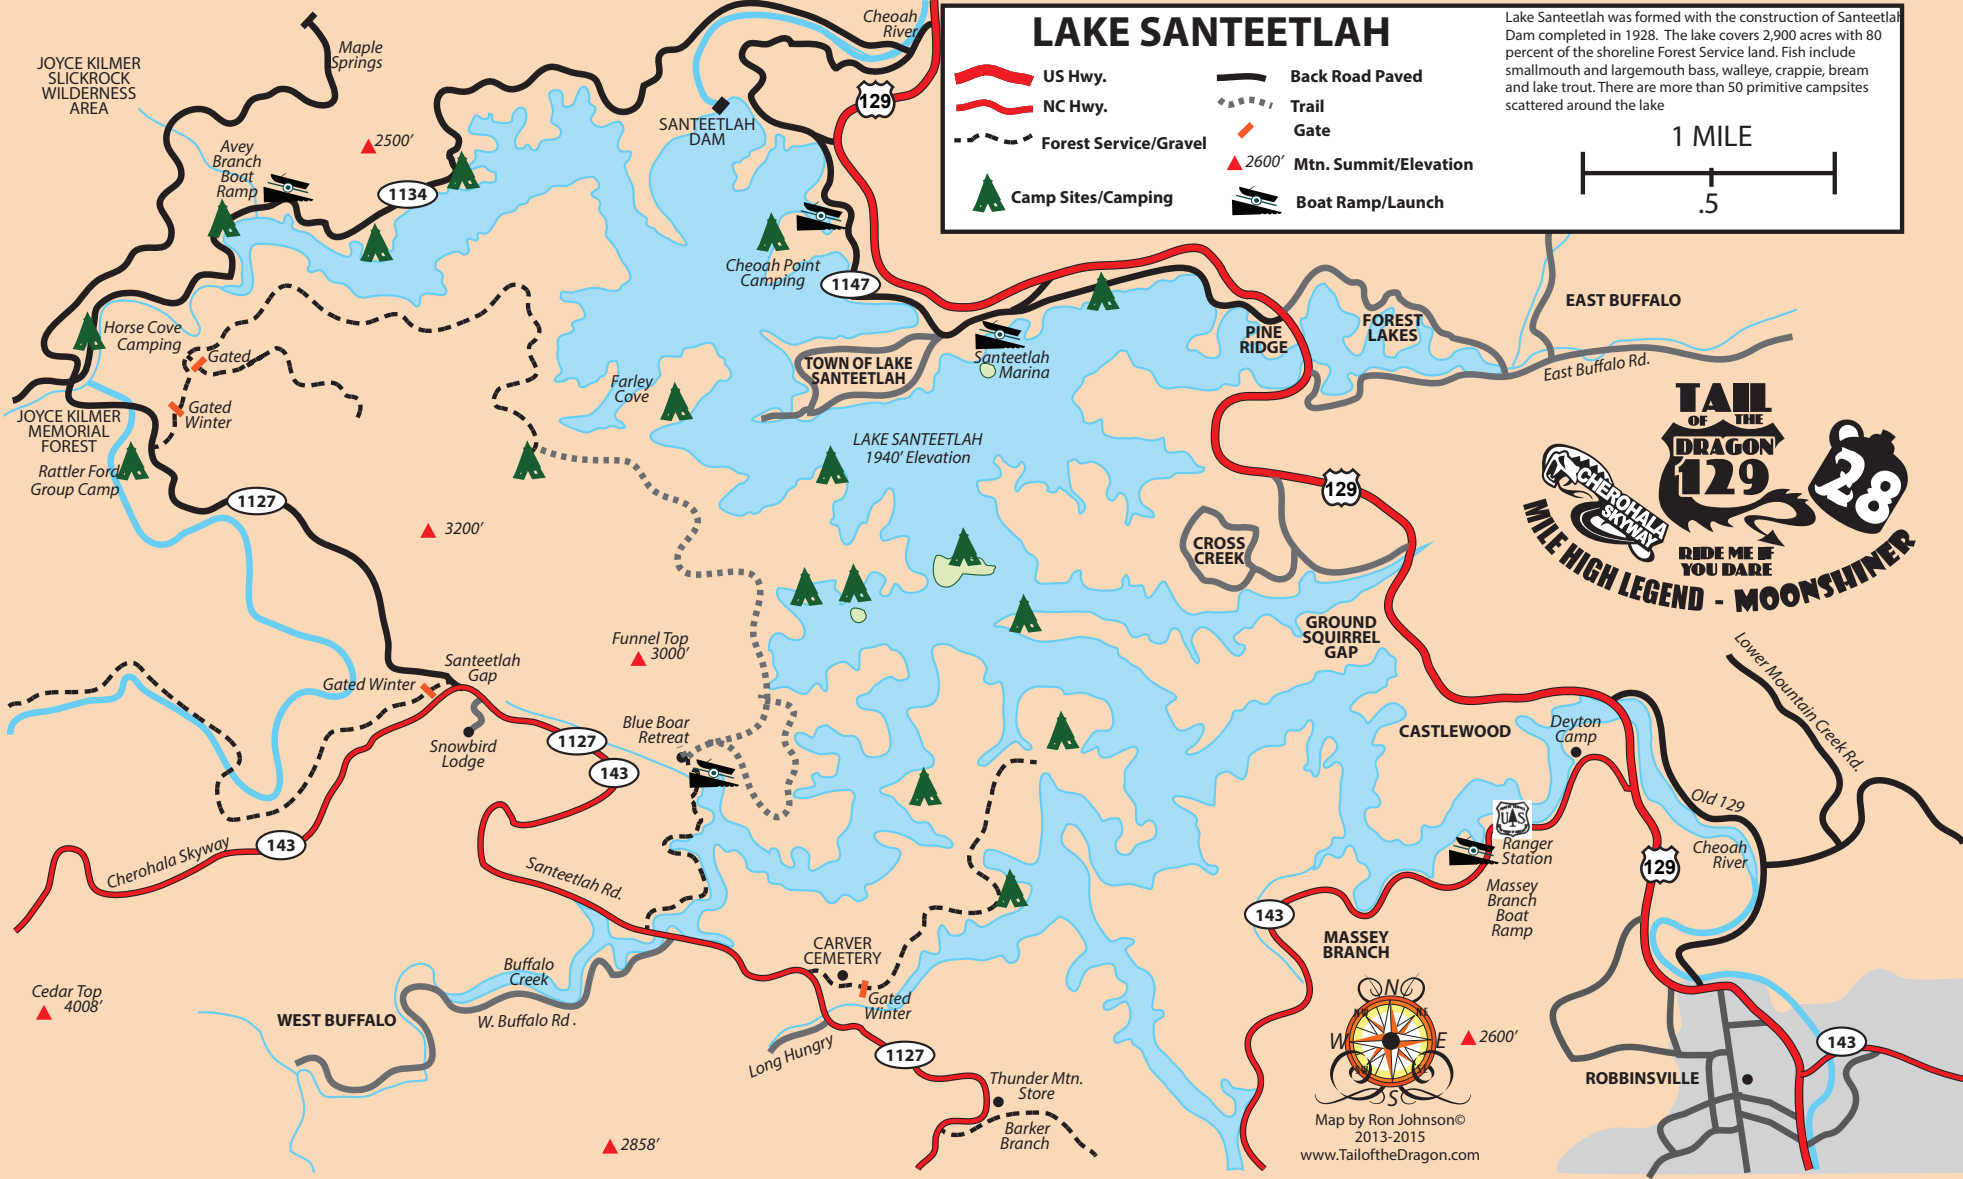 LAKE SANTEETLAH
US Hwy.
NC Hwy.
Forest Service/Gravel
Camp Sites/Camping
Back Road Paved
Trail
Gate
2600’ Mtn. Summit/Elevation
Boat Ramp/Launch
Lake Santeetlah was formed with the construction of Santeetlah
Dam completed in 1928. The lake covers 2,900 acres with 80
percent of the shoreline Forest Service land. Fish include
smallmouth and largemouth bass, walleye, crappie, bream
and lake trout. There are more than 50 primitive campsites
scattered around the lake
1 MILE
.5
Cheoah
River
Maple
Springs
JOYCE KILMER
SLICKROCK
WILDERNESS
AREA
129
SANTEETLAH
DAM
2500’
Avey
Branch
Boat
Ramp
1134
Cheoah Point
Camping
1147
EAST BUFFALO
FOREST
LAKES
PINE
RIDGE
Horse Cove
Camping
Gated
TOWN OF LAKE
SANTEETLAH
Santeetlah
Marina
East Buffalo Rd.
Farley
Cove
Gated
Winter
JOYCE KILMER
MEMORIAL
FOREST
Rattler Ford
Group Camp
LAKE SANTEETLAH
1940’ Elevation
TAIL
OF THE
DRAGON
129
CHEROHALA
SKYWAY
28
RIDE ME IF
YOU DARE
MILE HIGH LEGEND - MOONSHINER
129
1127
3200’
CROSS
CREEK
Funnel Top
3000’
GROUND
SQUIRREL
GAP
Lower Mountain Creek Rd.
Santeetlah
Gap
Gated Winter
Snowbird
Lodge
1127
143
Blue Boar
Retreat
CASTLEWOOD
Deyton
Camp
Old 129
Cheoah
River
US
Ranger
Station
129
Massey
Branch
Boat
Ramp
143
Cherohala Skyway
Santeetlah Rd.
143
MASSEY
BRANCH
CARVER
CEMETERY
Gated
Winter
Buffalo
Creek
W. Buffalo Rd .
WEST BUFFALO
Cedar Top
4008’
Long Hungry
1127
Thunder Mtn.
Store
Barker
Branch
2858’
N
NW NE
W E
SW SE
S
2600’
143
ROBBINSVILLE
Map by Ron Johnson©
2013-2015
www.TailoftheDragon.com